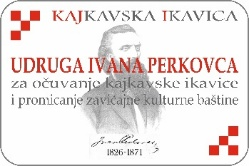 KAJKAVSKA IKAVICA
UDRUGA IVANA PERKOVCA
za očuvanje kajkavske ikavice
i promicanje zavičajne kulturne baštine
1826-1871